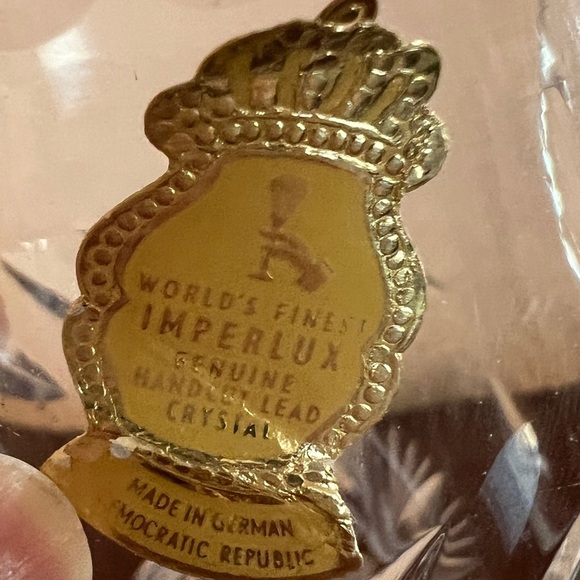 WORLD'S FINEST
IMPERLUX
GENUINE
HANDCUT LEAD
CRYSTAL
MADE IN GERMAN
DEMOCRATIC REPUBLIC